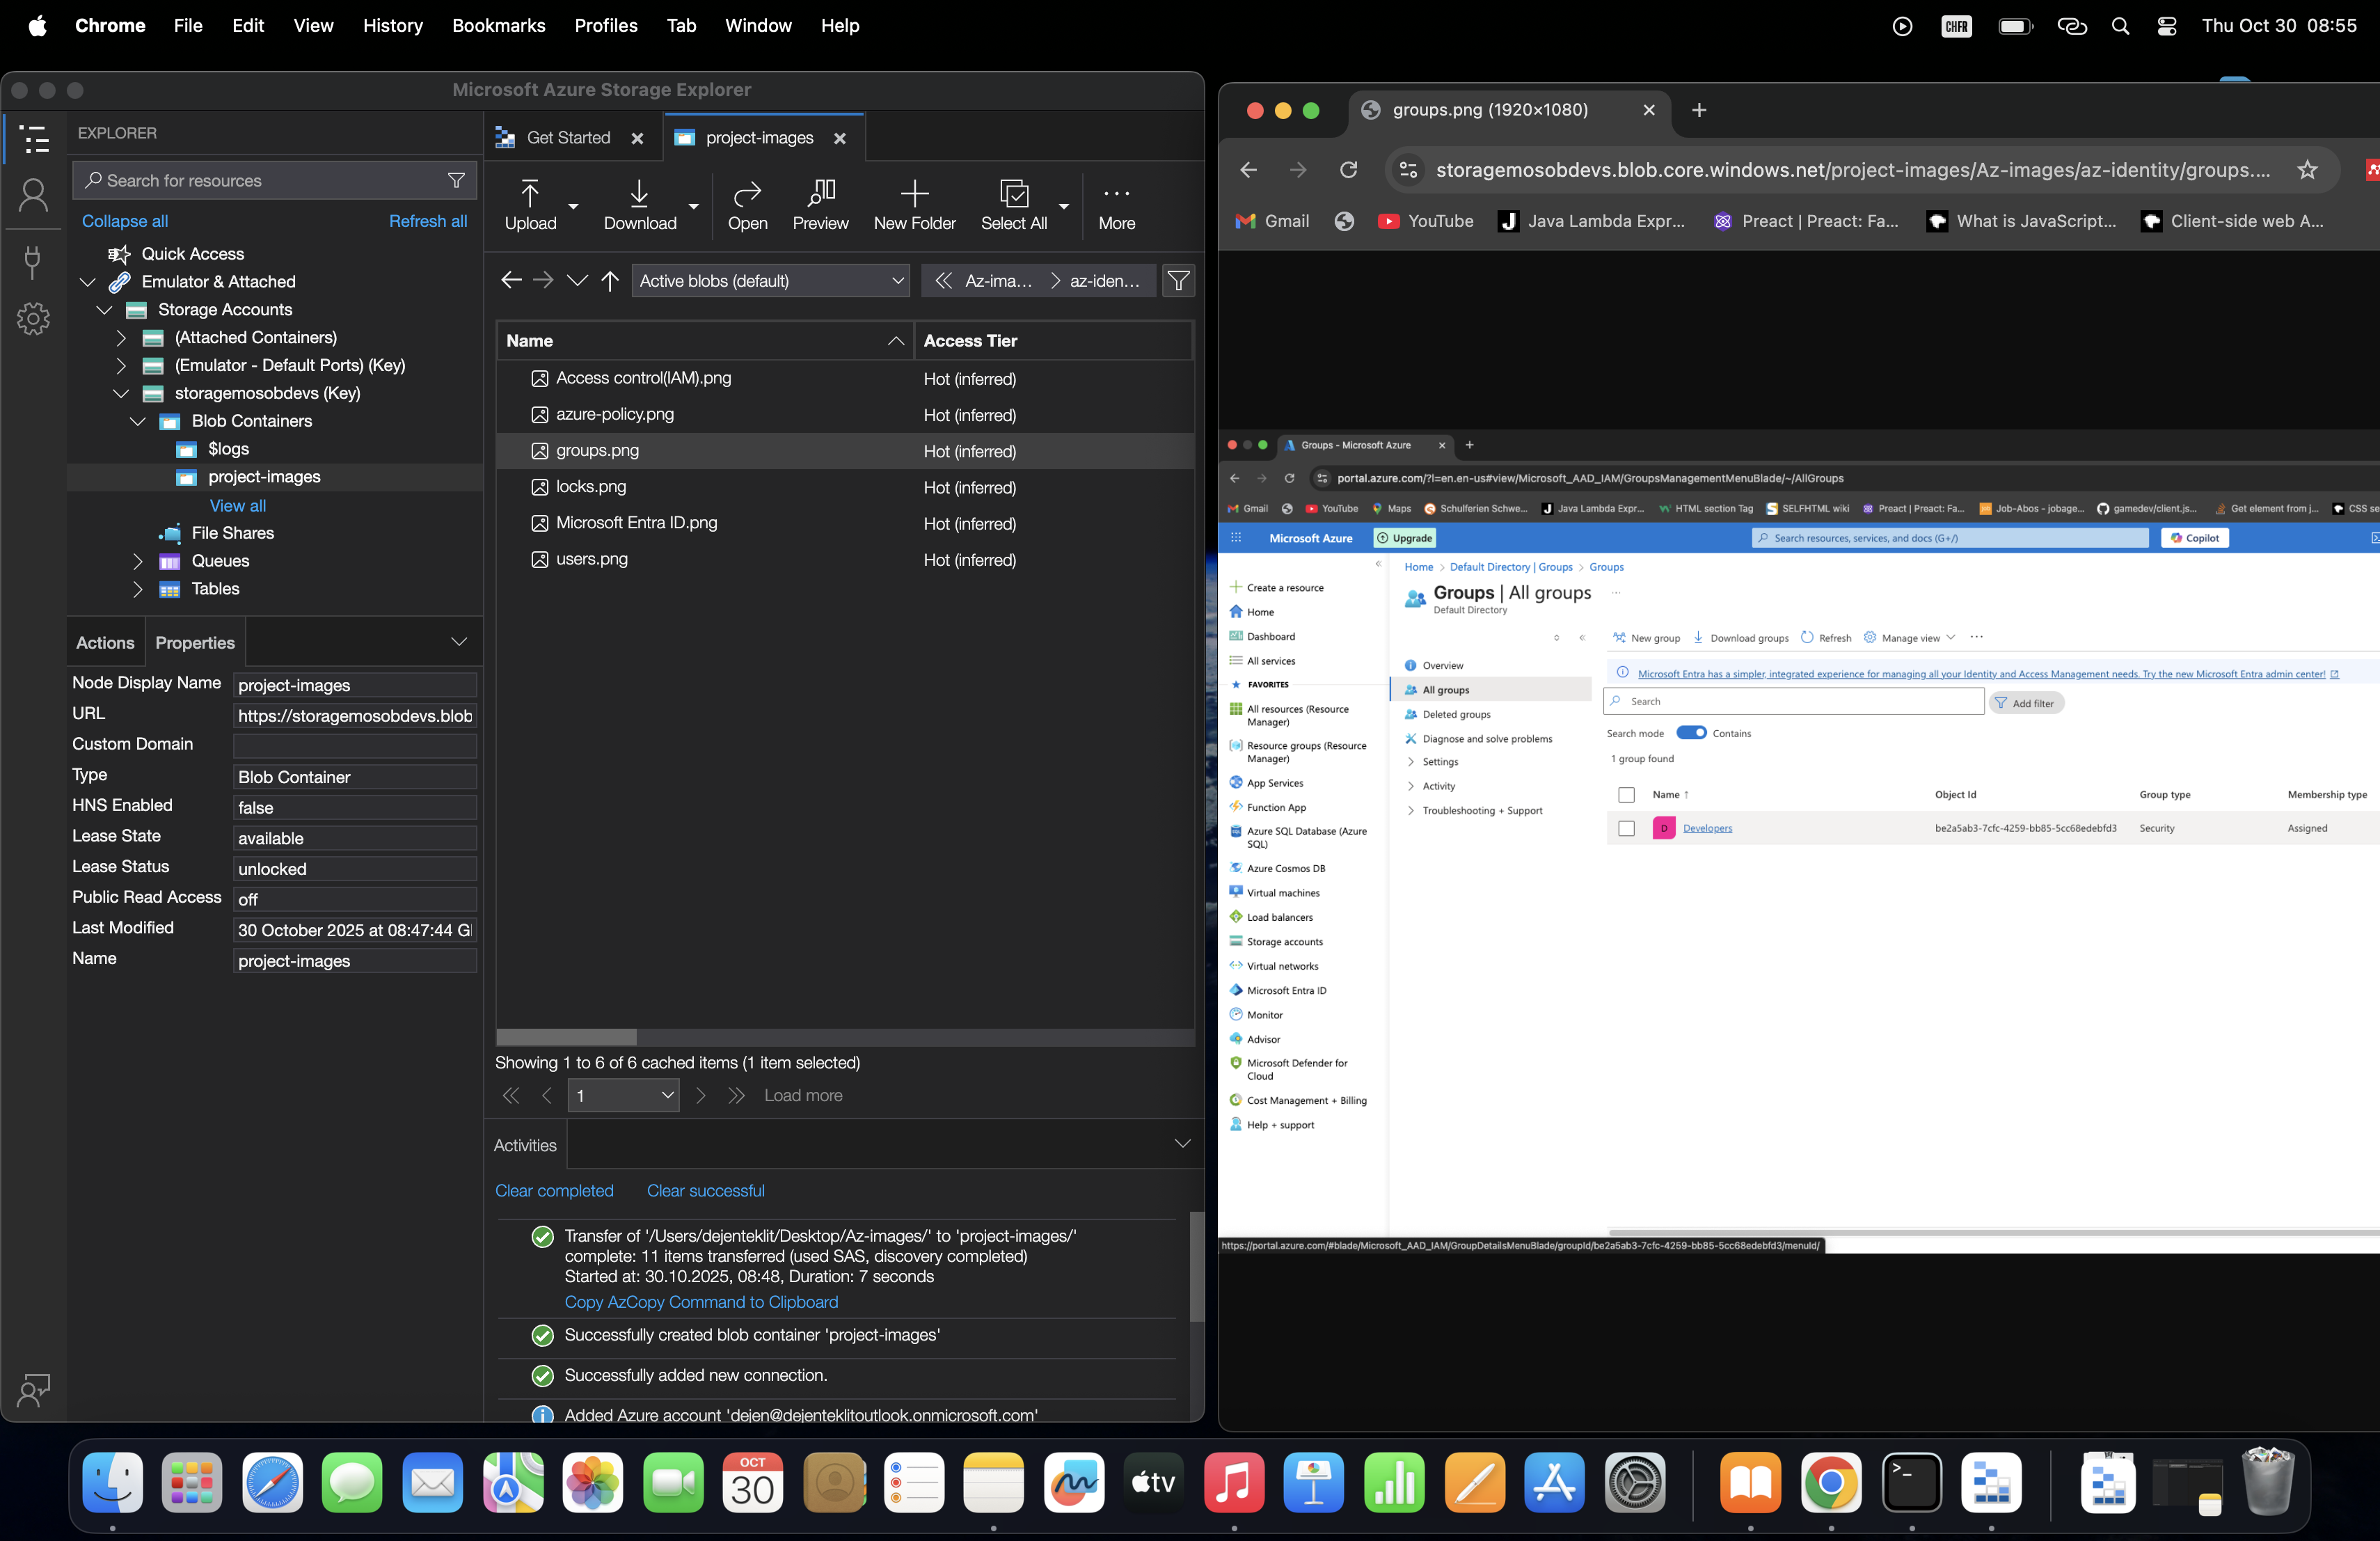 Chrome File Edit View History Bookmarks Profiles Tab Window Help
CHFR
Thu Oct 30 08:55
Microsoft Azure Storage Explorer
EXPLORER
Search for resources
Collapse all
Refresh all
Quick Access
Emulator & Attached
Storage Accounts
(Attached Containers)
(Emulator - Default Ports) (Key)
storagemosobdevs (Key)
Blob Containers
$logs
project-images
View all
File Shares
Queues
Tables
Actions
Properties
Node Display Name project-images
URL https://storagemosobdevs.blob
Custom Domain
Type Blob Container
HNS Enabled false
Lease State available
Lease Status unlocked
Public Read Access off
Last Modified 30 October 2025 at 08:47:44 G
Name project-images
Get Started
project-images
Upload
Download
Open
Preview
New Folder
Select All
More
Active blobs (default)
Az-ima...
az-iden...
Name Access Tier
Access control(IAM).png Hot (inferred)
azure-policy.png Hot (inferred)
groups.png Hot (inferred)
locks.png Hot (inferred)
Microsoft Entra ID.png Hot (inferred)
users.png Hot (inferred)
Showing 1 to 6 of 6 cached items (1 item selected)
1
Load more
Activities
Clear completed
Clear successful
Transfer of '/Users/dejenteklit/Desktop/Az-images/' to 'project-images/'
complete: 11 items transferred (used SAS, discovery completed)
Started at: 30.10.2025, 08:48, Duration: 7 seconds
Copy AzCopy Command to Clipboard
Successfully created blob container 'project-images'
Successfully added new connection.
Added Azure account 'dejen@dejenteklitoutlook.onmicrosoft.com'
groups.png (1920×1080)
storagemosobdevs.blob.core.windows.net/project-images/Az-images/az-identity/groups....
Gmail
YouTube
Java Lambda Expr...
Preact | Preact: Fa...
What is JavaScript...
Client-side web A...
Groups - Microsoft Azure
portal.azure.com/?l=en.en-us#view/Microsoft_AAD_IAM/GroupsManagementMenuBlade/~/AllGroups
Gmail
YouTube
Maps
Schulferien Schwe...
Java Lambda Expr...
HTML section Tag
SELFHTML wiki
Preact | Preact: Fa...
Job-Abos - jobage...
gamedev/client.js...
Get element from j...
CSS se
Microsoft Azure
Upgrade
Search resources, services, and docs (G+/)
Copilot
Create a resource
Home
Dashboard
All services
FAVORITES
All resources (Resource
Manager)
Resource groups (Resource
Manager)
App Services
Function App
Azure SQL Database (Azure
SQL)
Azure Cosmos DB
Virtual machines
Load balancers
Storage accounts
Virtual networks
Microsoft Entra ID
Monitor
Advisor
Microsoft Defender for
Cloud
Cost Management + Billing
Help + support
Home > Default Directory | Groups > Groups
Groups | All groups ...
Default Directory
Overview
All groups
Deleted groups
Diagnose and solve problems
Settings
Activity
Troubleshooting + Support
New group
Download groups
Refresh
Manage view
Microsoft Entra has a simpler, integrated experience for managing all your Identity and Access Management needs. Try the new Microsoft Entra admin center!
Search
Add filter
Search mode Contains
1 group found
Name ↑ Object Id Group type Membership type
D Developers be2a5ab3-7cfc-4259-bb85-5cc68edebfd3 Security Assigned
https://portal.azure.com/#blade/Microsoft_AAD_IAM/GroupDetailsMenuBlade/groupId/be2a5ab3-7cfc-4259-bb85-5cc68edebfd3/menuId/
OCT
30
tv